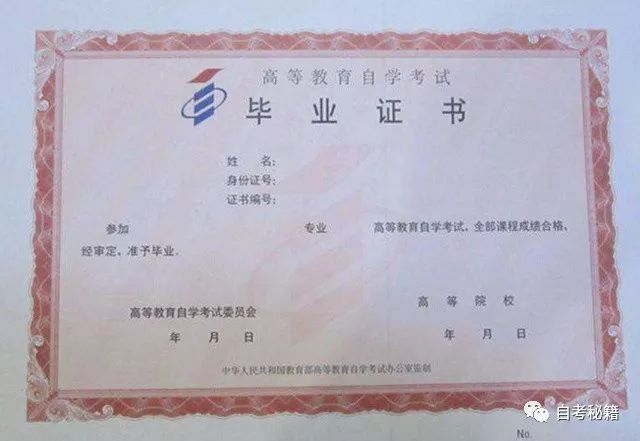 高等教育自学考试
毕业证书
姓 名：
身份证号：
证书编号：
参加 专业 高等教育自学考试，全部课程成绩合格，
经审定，准予毕业。
高等教育自学考试委员会 高等院校
年 月 日 年 月 日
中华人民共和国教育部高等教育自学考试办公室监制
自考秘籍
No.